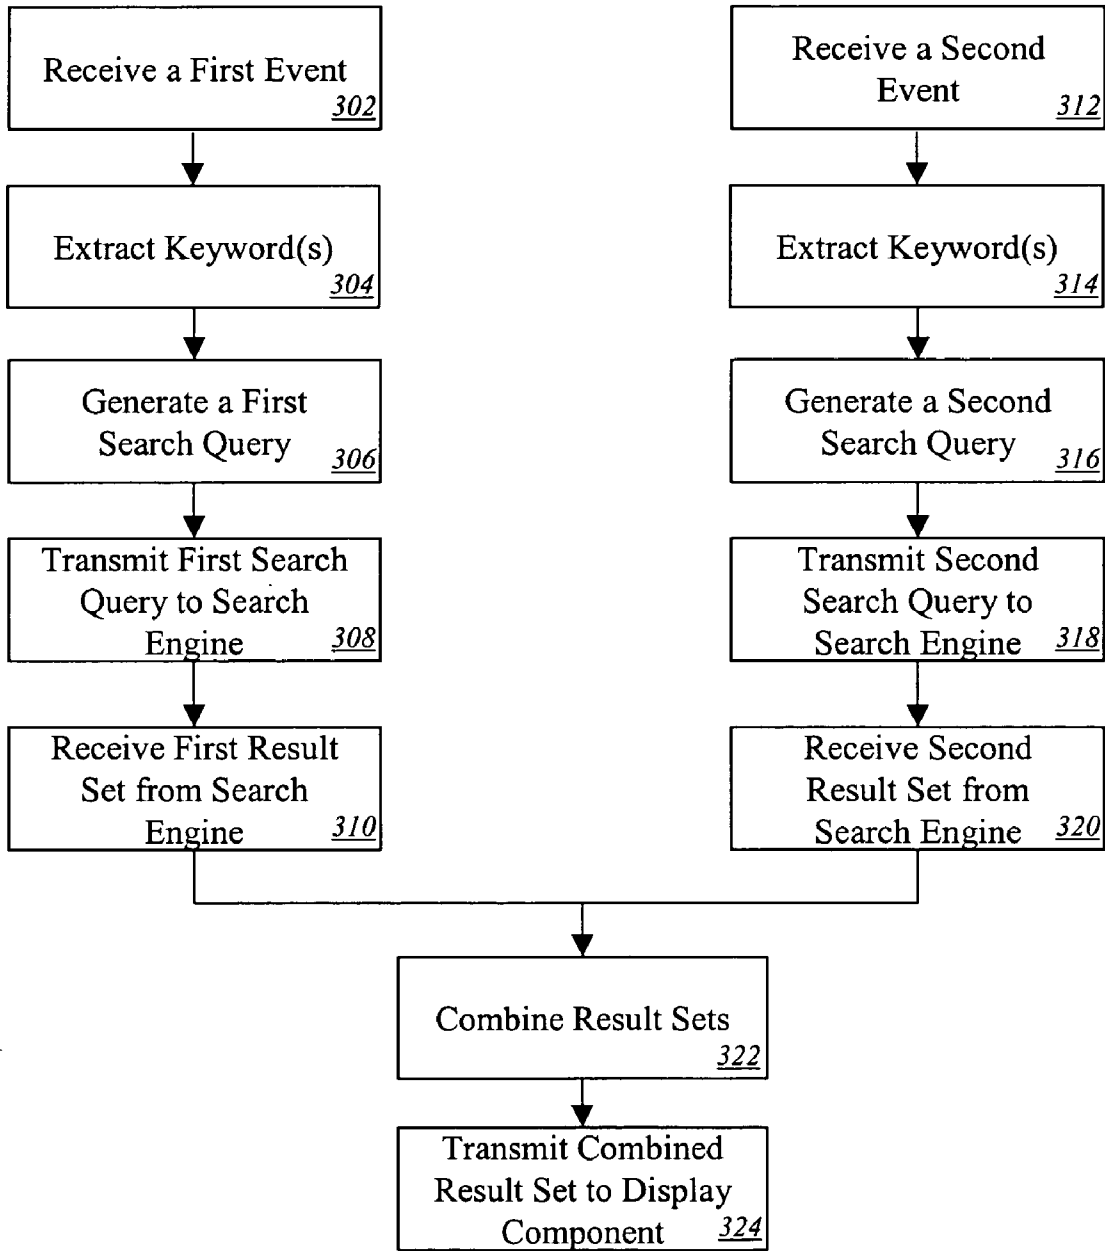 Receive a First Event
302
Extract Keyword(s)
304
Generate a First
Search Query
306
Transmit First Search
Query to Search
Engine
308
Receive First Result
Set from Search
Engine
310
Receive a Second
Event
312
Extract Keyword(s)
314
Generate a Second
Search Query
316
Transmit Second
Search Query to
Search Engine
318
Receive Second
Result Set from
Search Engine
320
Combine Result Sets
322
Transmit Combined
Result Set to Display
Component
324